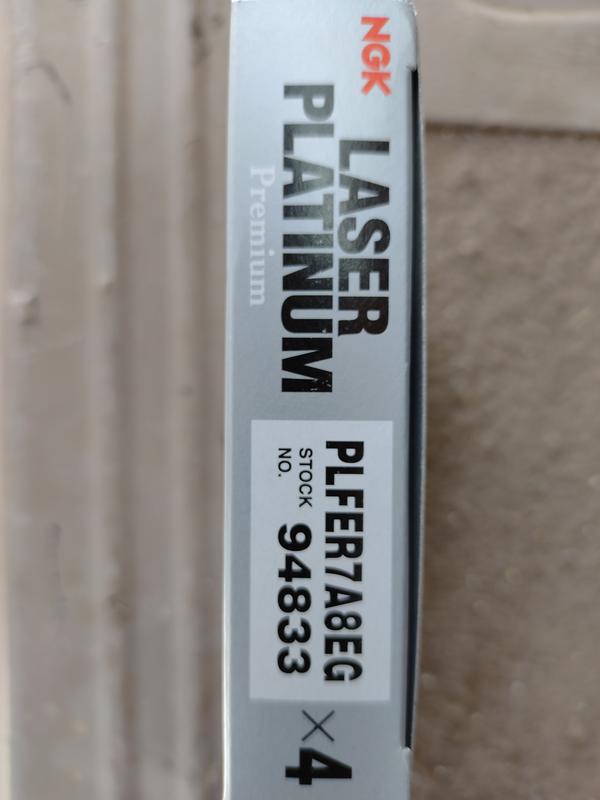 NGK
LASER
PLATINUM
Premium
PLFER7A8EG
STOCK
NO. 94833
×4